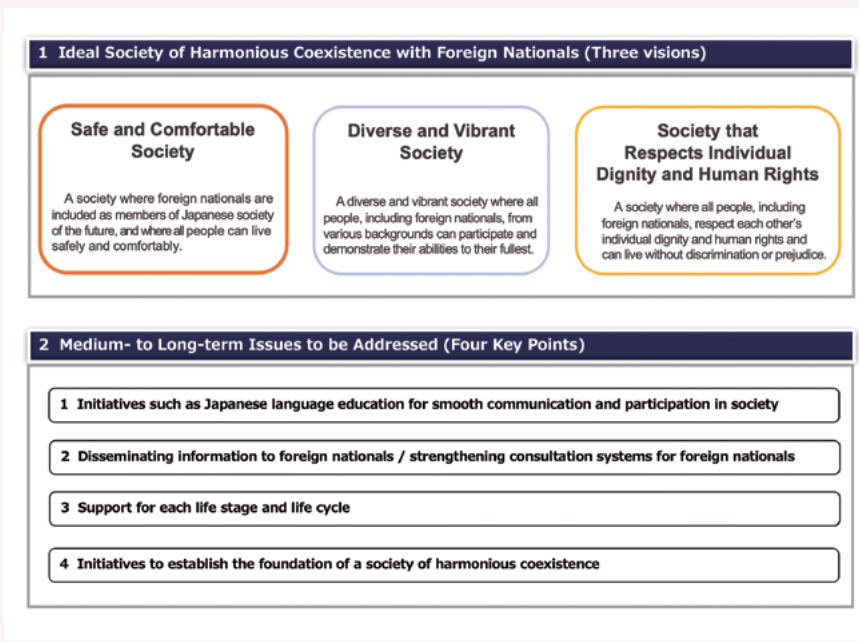 1 Ideal Society of Harmonious Coexistence with Foreign Nationals (Three visions)
Safe and Comfortable
Society
A society where foreign nationals are
included as members of Japanese society
of the future, and where all people can live
safely and comfortably.
Diverse and Vibrant
Society
A diverse and vibrant society where all
people, including foreign nationals, from
various backgrounds can participate and
demonstrate their abilities to their fullest.
Society that
Respects Individual
Dignity and Human Rights
A society where all people, including
foreign nationals, respect each other's
individual dignity and human rights and
can live without discrimination or prejudice.
2 Medium- to Long-term Issues to be Addressed (Four Key Points)
1 Initiatives such as Japanese language education for smooth communication and participation in society
2 Disseminating information to foreign nationals / strengthening consultation systems for foreign nationals
3 Support for each life stage and life cycle
4 Initiatives to establish the foundation of a society of harmonious coexistence